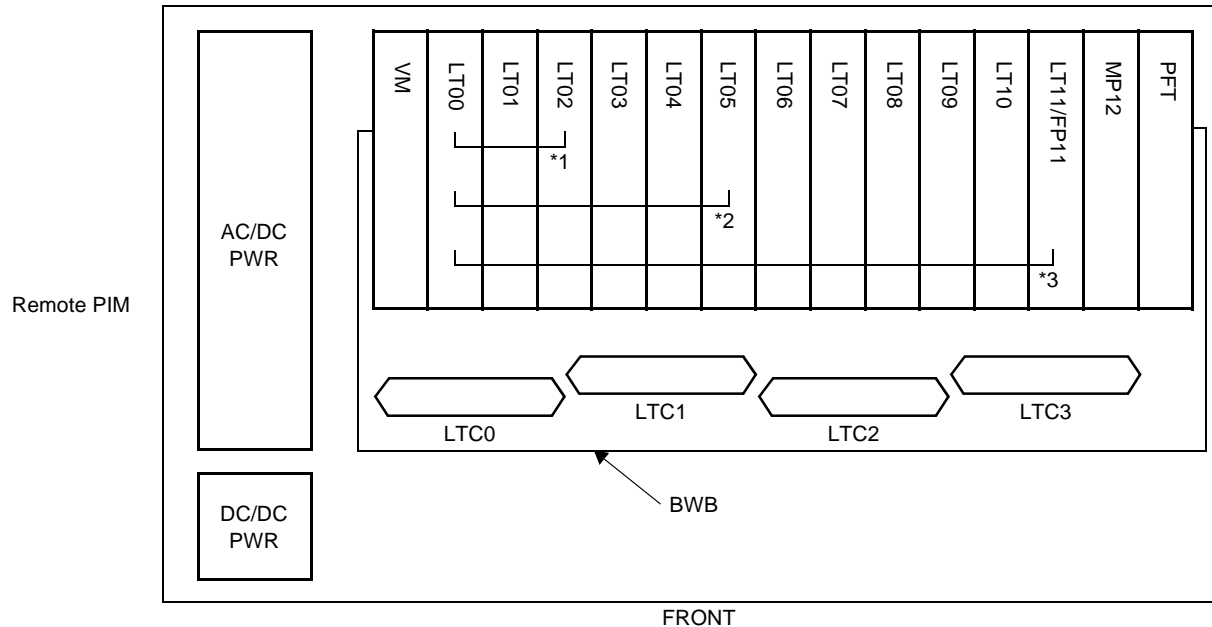 VM
LT00
LT01
LT02
LT03
LT04
LT05
LT06
LT07
LT08
LT09
LT10
LT11/FP11
MP12
PFT
*1
*2
*3
AC/DC
PWR
Remote PIM
LTC0
LTC1
LTC2
LTC3
DC/DC
PWR
BWB
FRONT